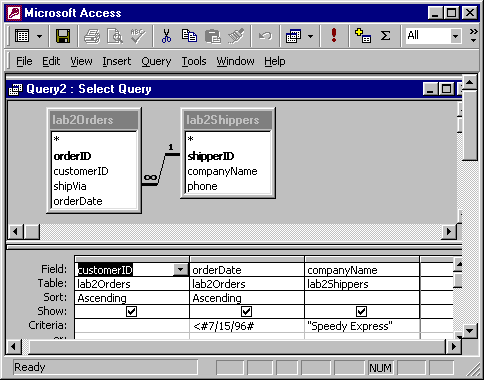 Microsoft Access
All
File Edit View Insert Query Tools Window Help
Query2 : Select Query
lab2Orders lab2Shippers
* *
orderID shipperID
customerID companyName
shipVia phone
orderDate
1
∞
Field: customerID orderDate companyName
Table: lab2Orders lab2Orders lab2Shippers
Sort: Ascending Ascending
Show:
Criteria: <#7/15/96# "Speedy Express"
Ready NUM